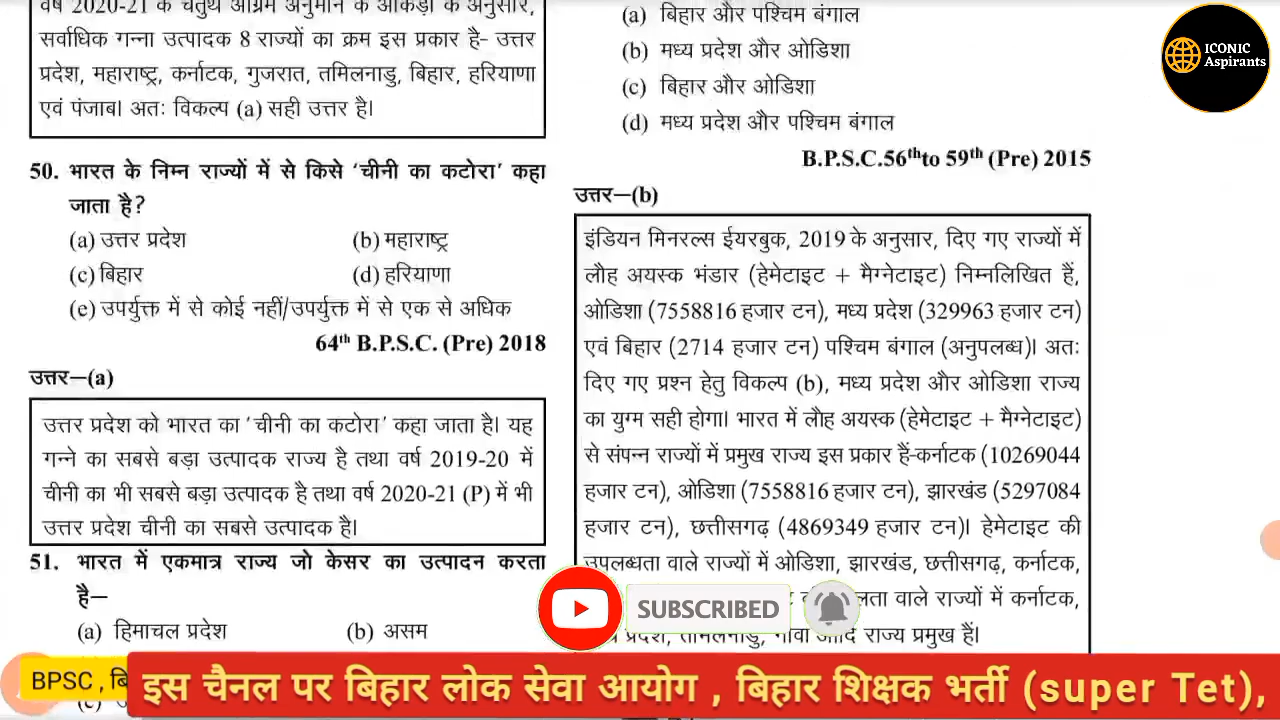 वर्ष 2020-21 के चतुर्थ अग्रिम अनुमान के आंकड़ों के अनुसार,
सर्वाधिक गन्ना उत्पादक 8 राज्यों का क्रम इस प्रकार है- उत्तर
प्रदेश, महाराष्ट्र, कर्नाटक, गुजरात, तमिलनाडु, बिहार, हरियाणा
एवं पंजाब। अतः विकल्प (a) सही उत्तर है।
50. भारत के निम्न राज्यों में से किसे ‘चीनी का कटोरा’ कहा
जाता है?
(a) उत्तर प्रदेश (b) महाराष्ट्र
(c) बिहार (d) हरियाणा
(e) उपर्युक्त में से कोई नहीं/उपर्युक्त में से एक से अधिक
64th B.P.S.C. (Pre) 2018
उत्तर—(a)
उत्तर प्रदेश को भारत का ‘चीनी का कटोरा’ कहा जाता है। यह
गन्ने का सबसे बड़ा उत्पादक राज्य है तथा वर्ष 2019-20 में
चीनी का भी सबसे बड़ा उत्पादक है तथा वर्ष 2020-21 (P) में भी
उत्तर प्रदेश चीनी का सबसे उत्पादक है।
51. भारत में एकमात्र राज्य जो केसर का उत्पादन करता
है—
(a) हिमाचल प्रदेश (b) असम
(a) बिहार और पश्चिम बंगाल
(b) मध्य प्रदेश और ओडिशा
(c) बिहार और ओडिशा
(d) मध्य प्रदेश और पश्चिम बंगाल
B.P.S.C.56th to 59th (Pre) 2015
उत्तर—(b)
इंडियन मिनरल्स ईयरबुक, 2019 के अनुसार, दिए गए राज्यों में
लौह अयस्क भंडार (हेमेटाइट + मैग्नेटाइट) निम्नलिखित हैं,
ओडिशा (7558816 हजार टन), मध्य प्रदेश (329963 हजार टन)
एवं बिहार (2714 हजार टन) पश्चिम बंगाल (अनुपलब्ध)। अतः
दिए गए प्रश्न हेतु विकल्प (b), मध्य प्रदेश और ओडिशा राज्य
का युग्म सही होगा। भारत में लौह अयस्क (हेमेटाइट + मैग्नेटाइट)
से संपन्न राज्यों में प्रमुख राज्य इस प्रकार हैं-कर्नाटक (10269044
हजार टन), ओडिशा (7558816 हजार टन), झारखंड (5297084
हजार टन), छत्तीसगढ़ (4869349 हजार टन)। हेमेटाइट की
उपलब्धता वाले राज्यों में ओडिशा, झारखंड, छत्तीसगढ़, कर्नाटक,
वाले राज्यों में कर्नाटक,
प्रदेश, तमिलनाडु, गोवा आदि राज्य प्रमुख हैं।
ICONIC
Aspirants
SUBSCRIBED
BPSC ,
इस चैनल पर बिहार लोक सेवा आयोग , बिहार शिक्षक भर्ती (super Tet),